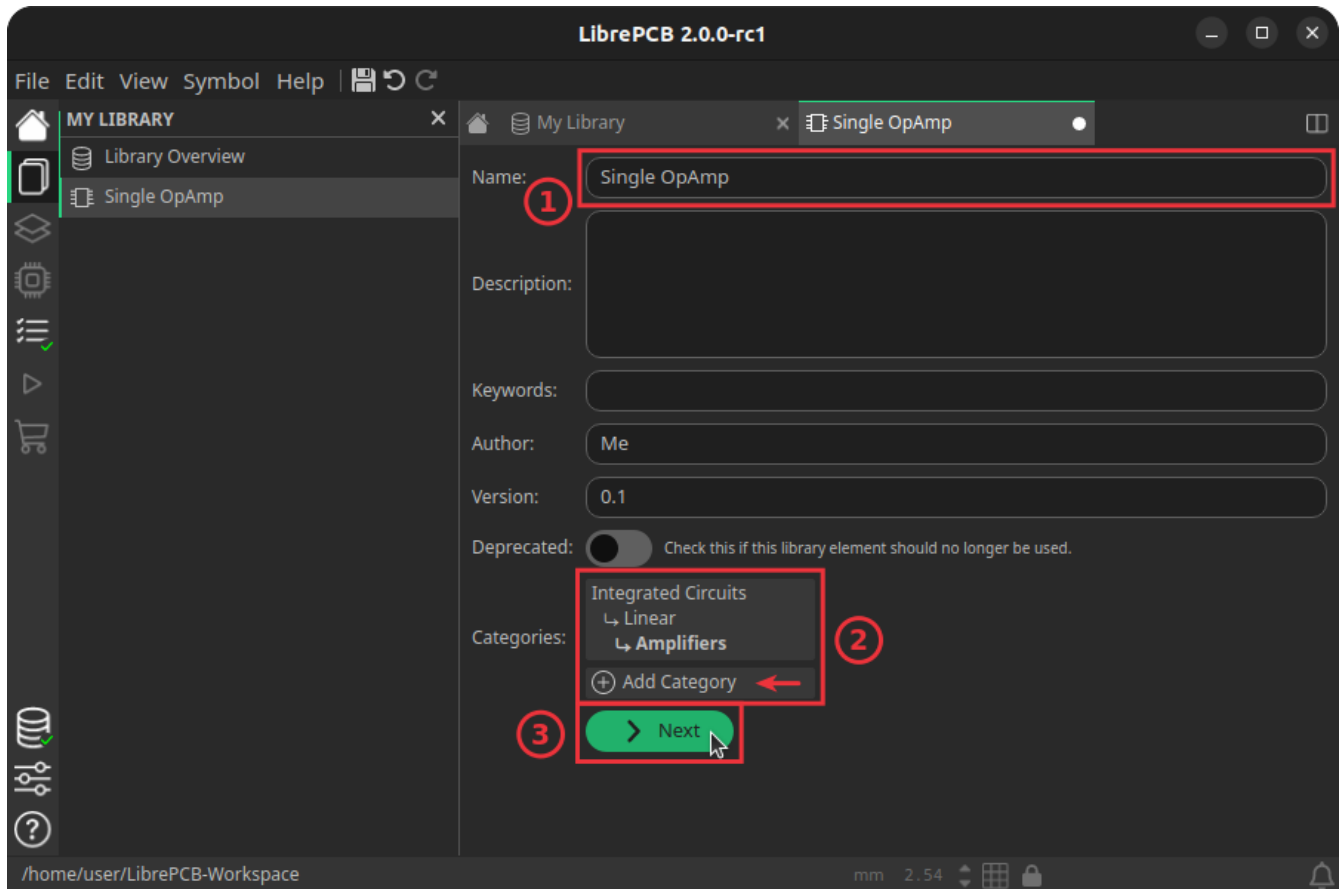 LibrePCB 2.0.0-rc1
File Edit View Symbol Help
MY LIBRARY
My Library
Single OpAmp
Library Overview
Single OpAmp
Name: Single OpAmp
1
Description:
Keywords:
Author: Me
Version: 0.1
Deprecated: Check this if this library element should no longer be used.
Categories:
Integrated Circuits
↳ Linear
↳ Amplifiers
Add Category
2
3
Next
/home/user/LibrePCB-Workspace
mm 2.54